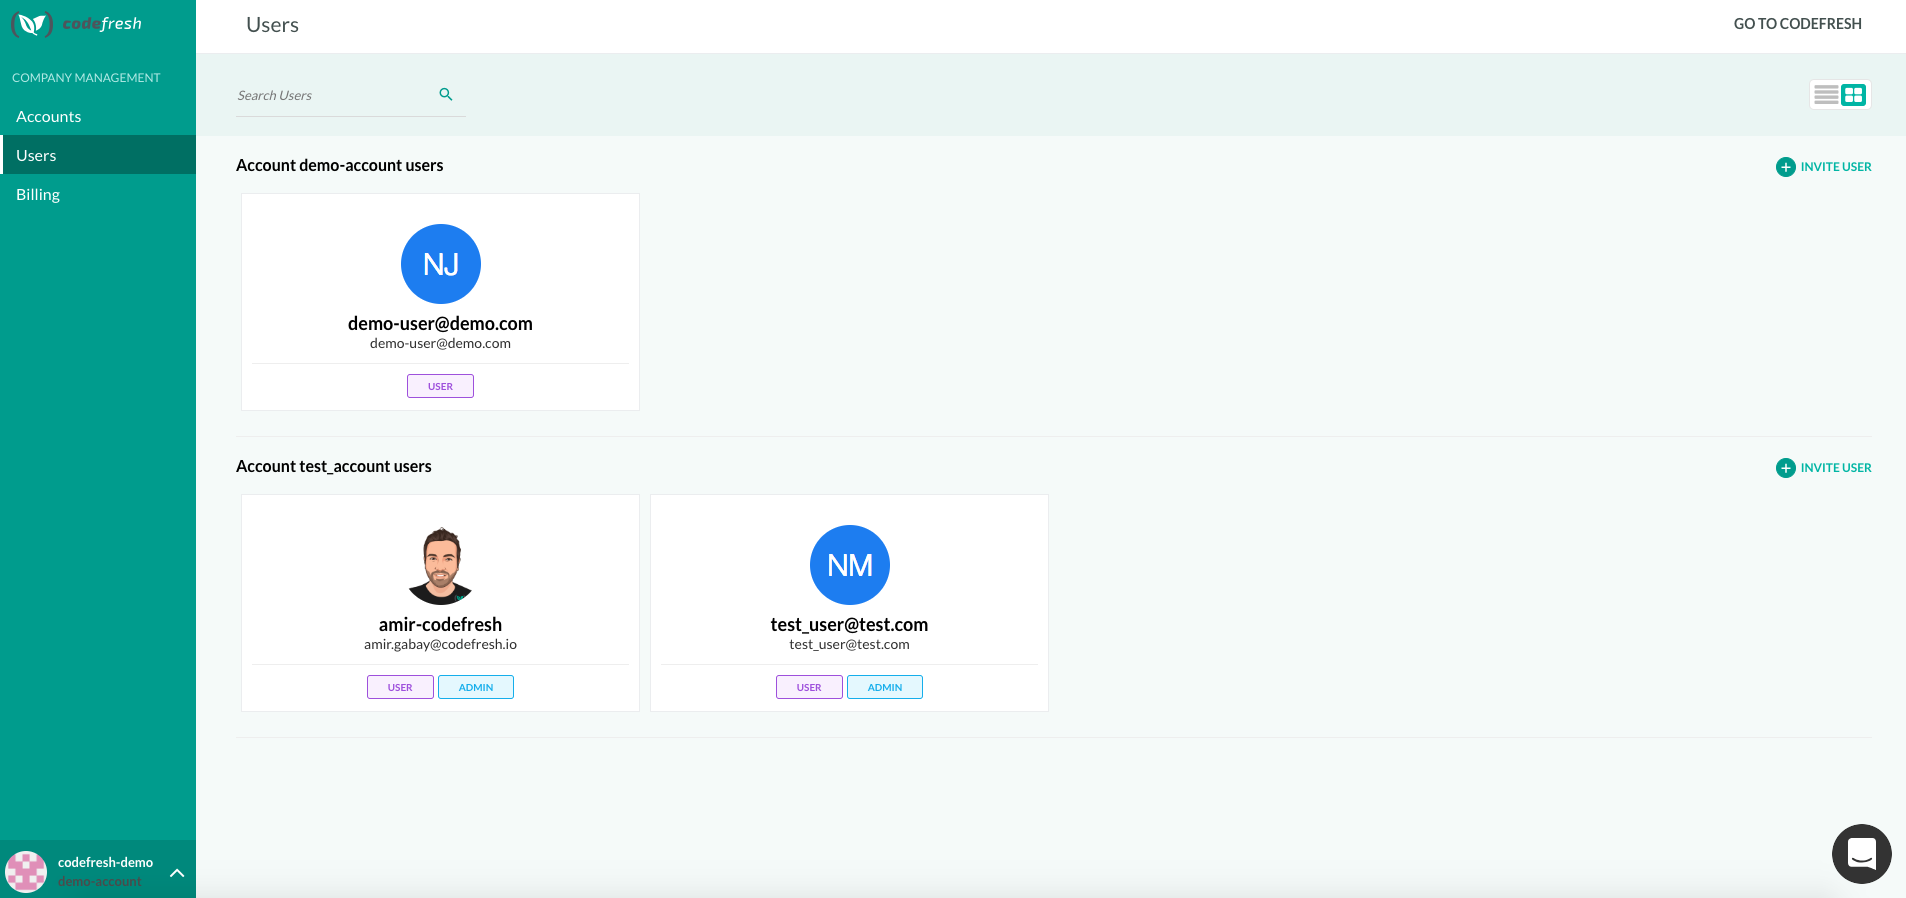 codefresh
Users
GO TO CODEFRESH
COMPANY MANAGEMENT
Accounts
Users
Billing
Search Users
Account demo-account users
INVITE USER
NJ
demo-user@demo.com
demo-user@demo.com
USER
Account test_account users
INVITE USER
amir-codefresh
amir.gabay@codefresh.io
USER ADMIN
NM
test_user@test.com
test_user@test.com
USER ADMIN
codefresh-demo
demo-account